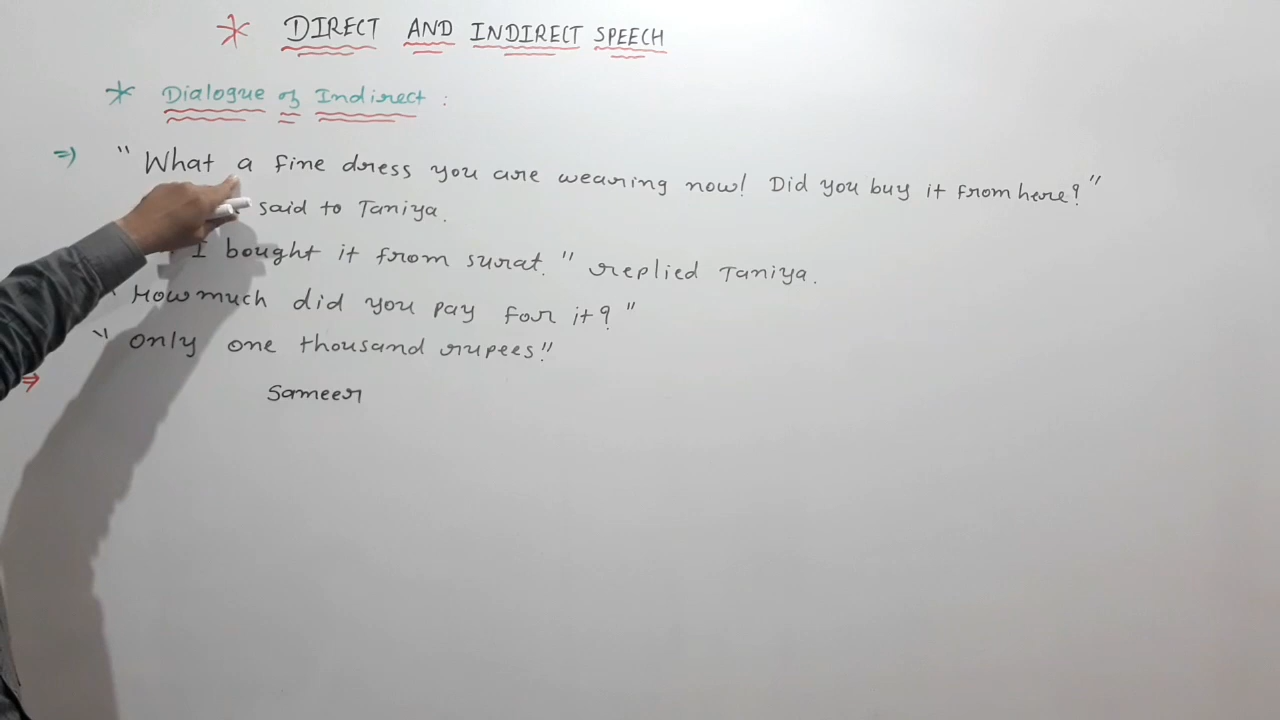 * DIRECT AND INDIRECT SPEECH
* Dialogue of Indirect :
⇒ "What a fine dress you are wearing now! Did you buy it from here?"
said to Taniya.
I bought it from surat." replied Taniya.
"How much did you pay for it?"
"only one thousand rupees!"
⇒ Sameer